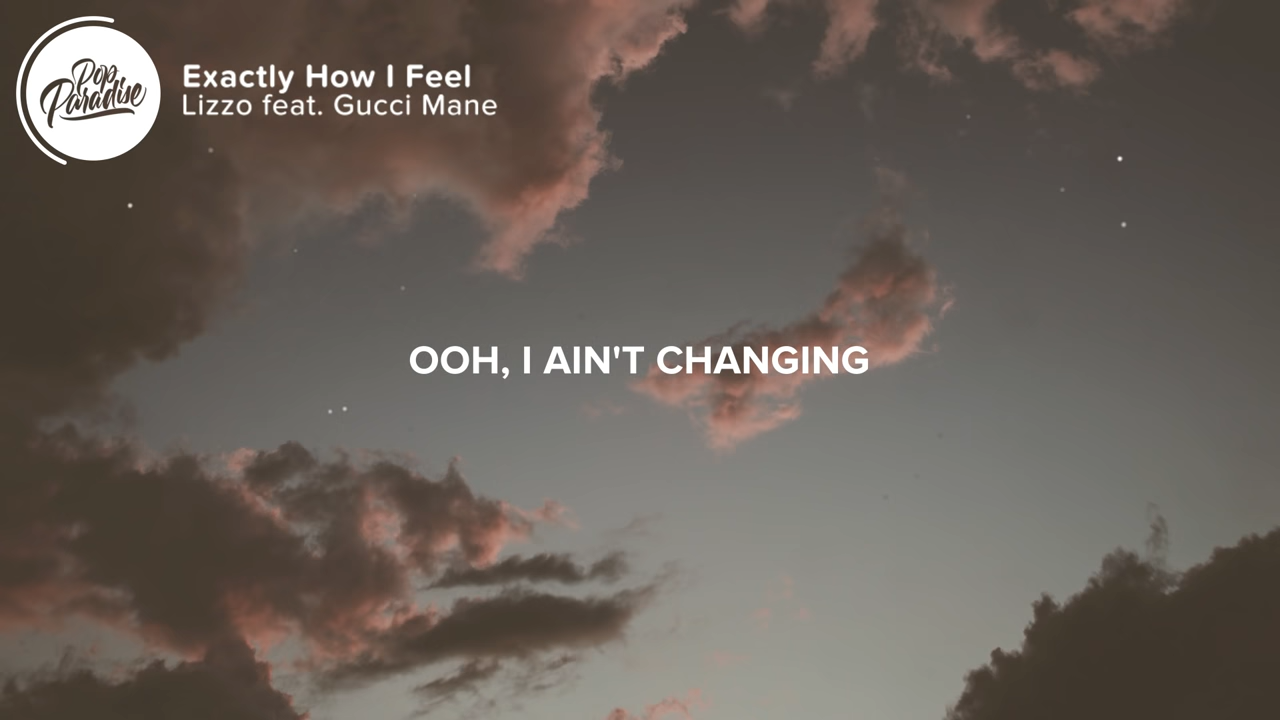 Pop
Paradise
Exactly How I Feel
Lizzo feat. Gucci Mane
OOH, I AIN'T CHANGING